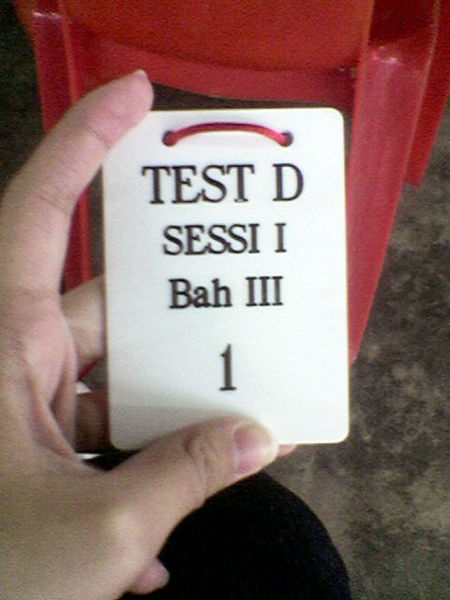 TEST D
SESSI I
Bah III
1